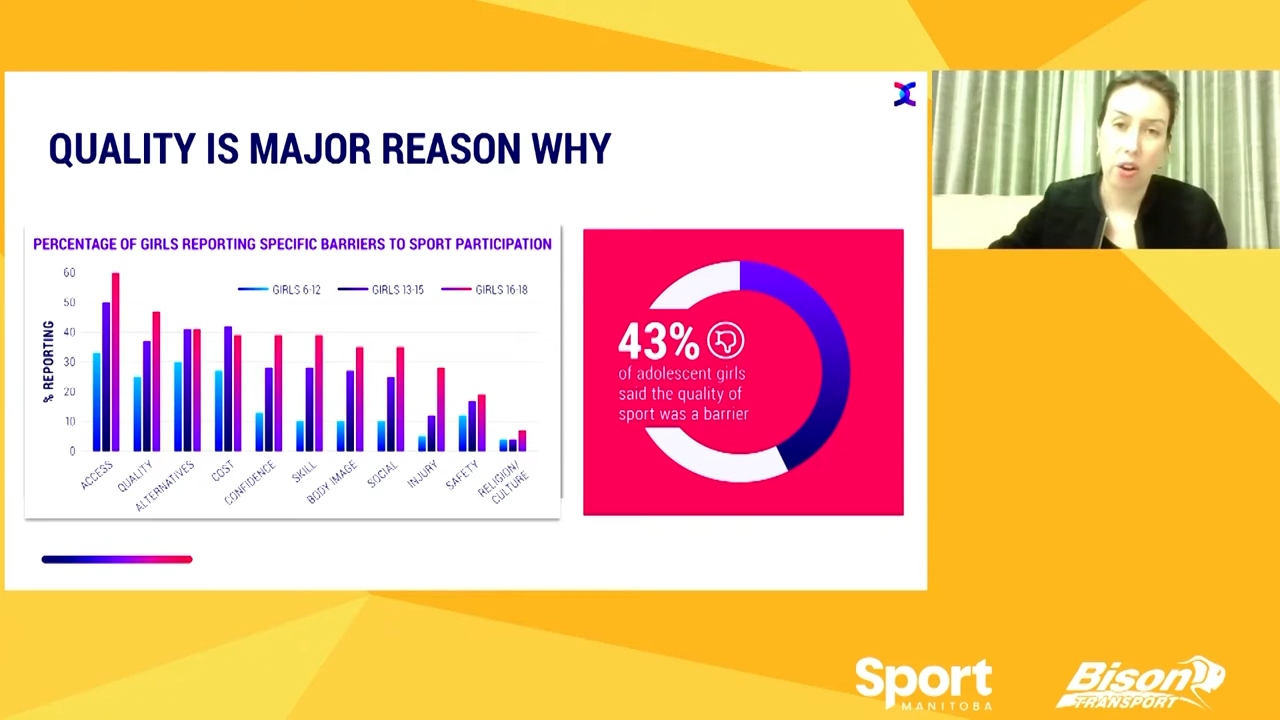 QUALITY IS MAJOR REASON WHY
PERCENTAGE OF GIRLS REPORTING SPECIFIC BARRIERS TO SPORT PARTICIPATION
GIRLS 6-12
GIRLS 13-15
GIRLS 16-18
% REPORTING
60
50
40
30
20
10
0
ACCESS
QUALITY
ALTERNATIVES
COST
CONFIDENCE
SKILL
BODY IMAGE
SOCIAL
INJURY
SAFETY
RELIGION/
CULTURE
43%
of adolescent girls
said the quality of
sport was a barrier
Sport
MANITOBA
Bison
TRANSPORT